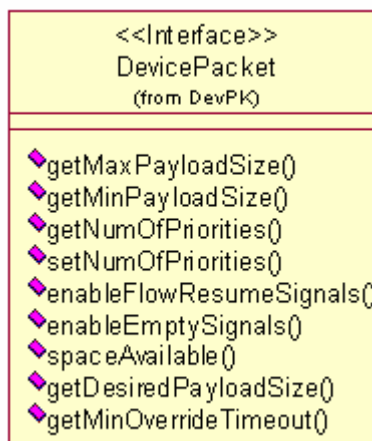 <<Interface>>
DevicePacket
(from DevPK)
getMaxPayloadSize()
getMinPayloadSize()
getNumOfPriorities()
setNumOfPriorities()
enableFlowResumeSignals()
enableEmptySignals()
spaceAvailable()
getDesiredPayloadSize()
getMinOverrideTimeout()